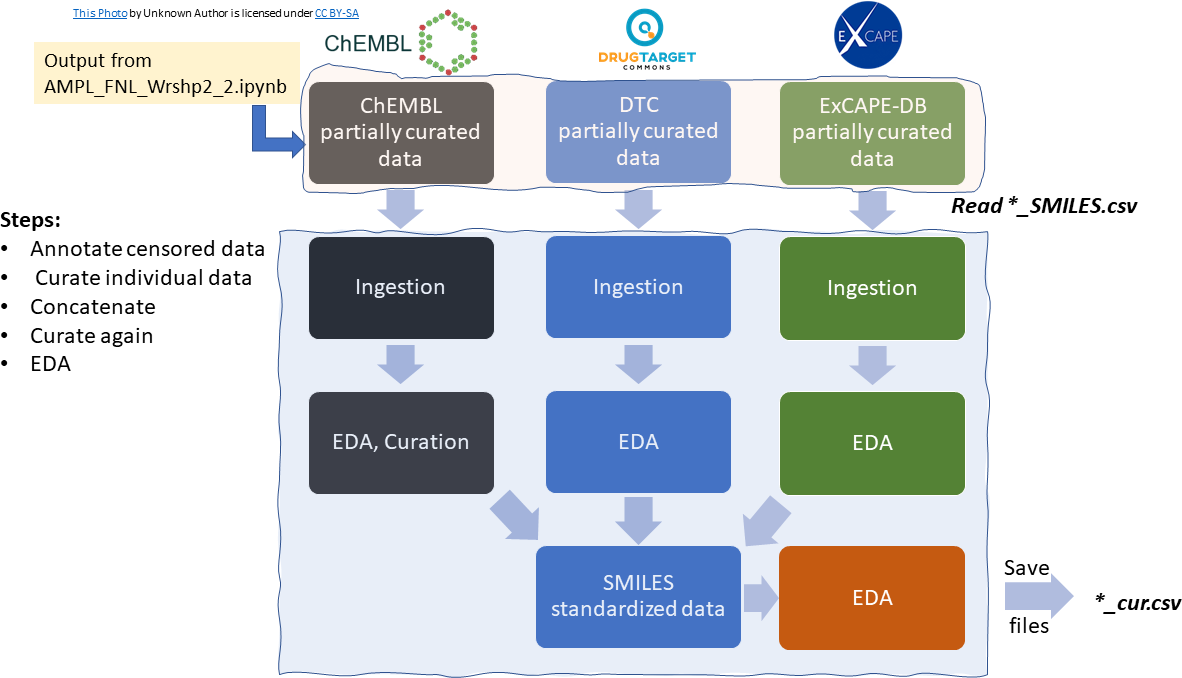 This Photo by Unknown Author is licensed under CC BY-SA
ChEMBL
DRUGTARGET
COMMONS
EXCAPE
Output from
AMPL_FNL_Wrshp2_2.ipynb
ChEMBL
partially curated
data
DTC
partially curated
data
ExCAPE-DB
partially curated
data
Read *_SMILES.csv
Steps:
• Annotate censored data
• Curate individual data
• Concatenate
• Curate again
• EDA
Ingestion
Ingestion
Ingestion
EDA, Curation
EDA
EDA
SMILES
standardized data
EDA
Save
files
*_cur.csv